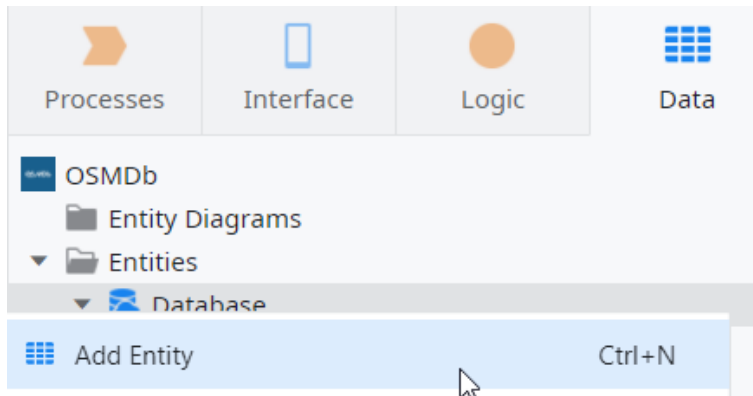 Processes Interface Logic Data
OSMDb
Entity Diagrams
Entities
Database
Add Entity Ctrl+N